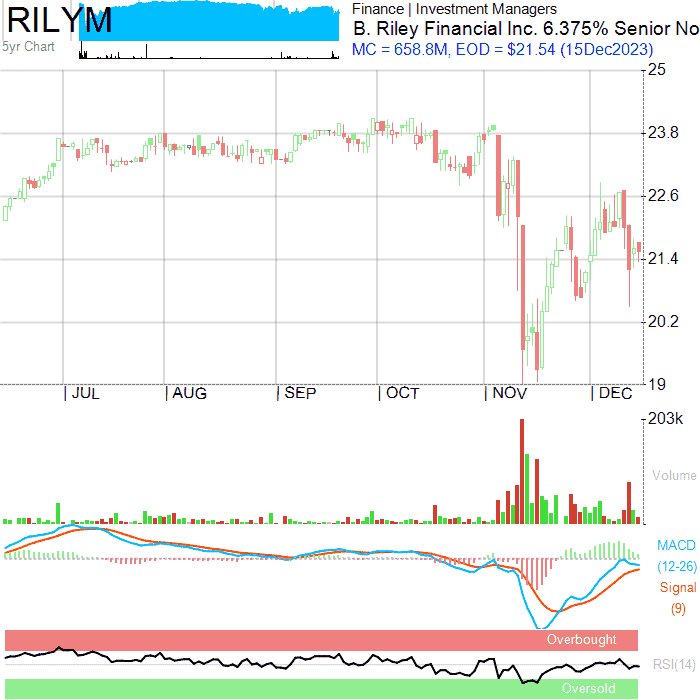 RILYM
5yr Chart
Finance | Investment Managers
B. Riley Financial Inc. 6.375% Senior No
MC = 658.8M, EOD = $21.54 (15Dec2023)
25
23.8
22.6
21.4
20.2
19
| JUL | AUG | SEP | OCT | NOV | DEC
203k
Volume
MACD
(12-26)
Signal
(9)
Overbought
RSI(14)
Oversold